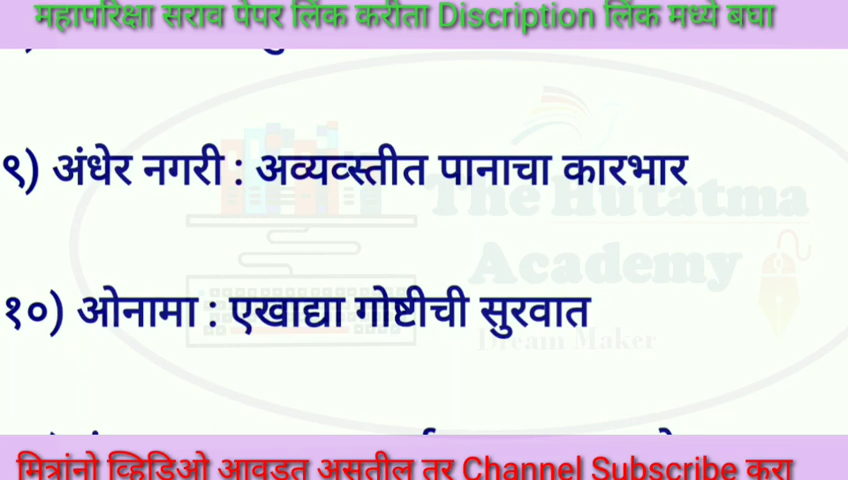 महापरिक्षा सराव पेपर लिंक करीता Discription लिंक मध्ये बघा
९) अंधेर नगरी : अव्यव्स्तीत पानाचा कारभार
The Hutatma
Academy
१०) ओनामा : एखाद्या गोष्टीची सुरवात
Dream Maker
मित्रांनो व्हिडिओ आवडत असतील तर Channel Subscribe करा